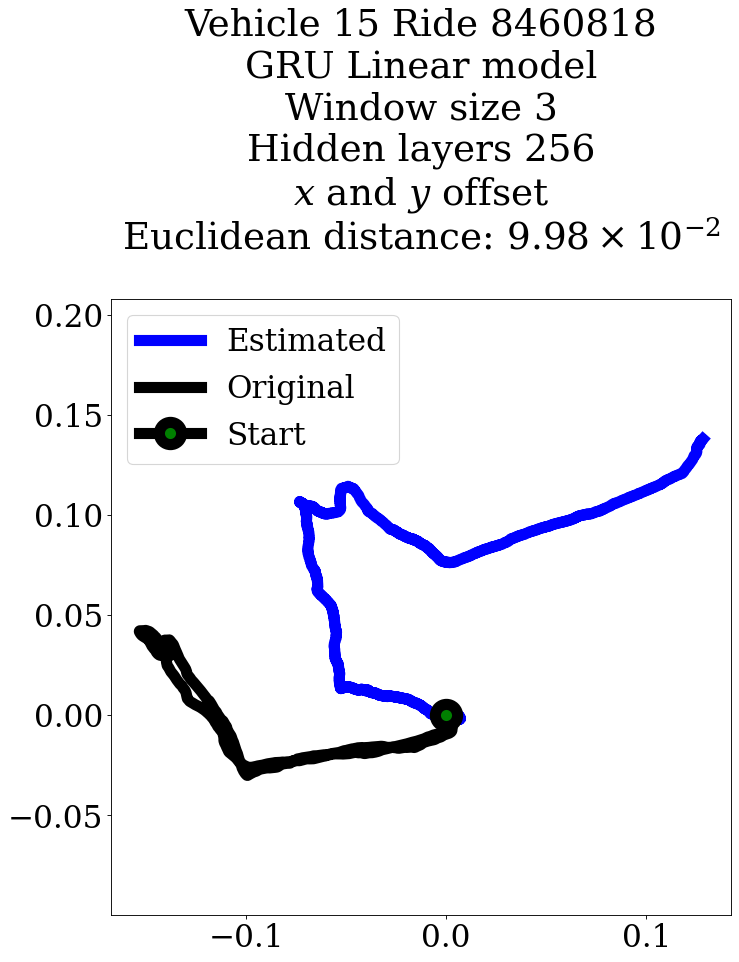 Vehicle 15 Ride 8460818
GRU Linear model
Window size 3
Hidden layers 256
x and y offset
Euclidean distance: 9.98 × 10⁻²
Estimated
Original
Start
0.20
0.15
0.10
0.05
0.00
−0.05
−0.1
0.0
0.1